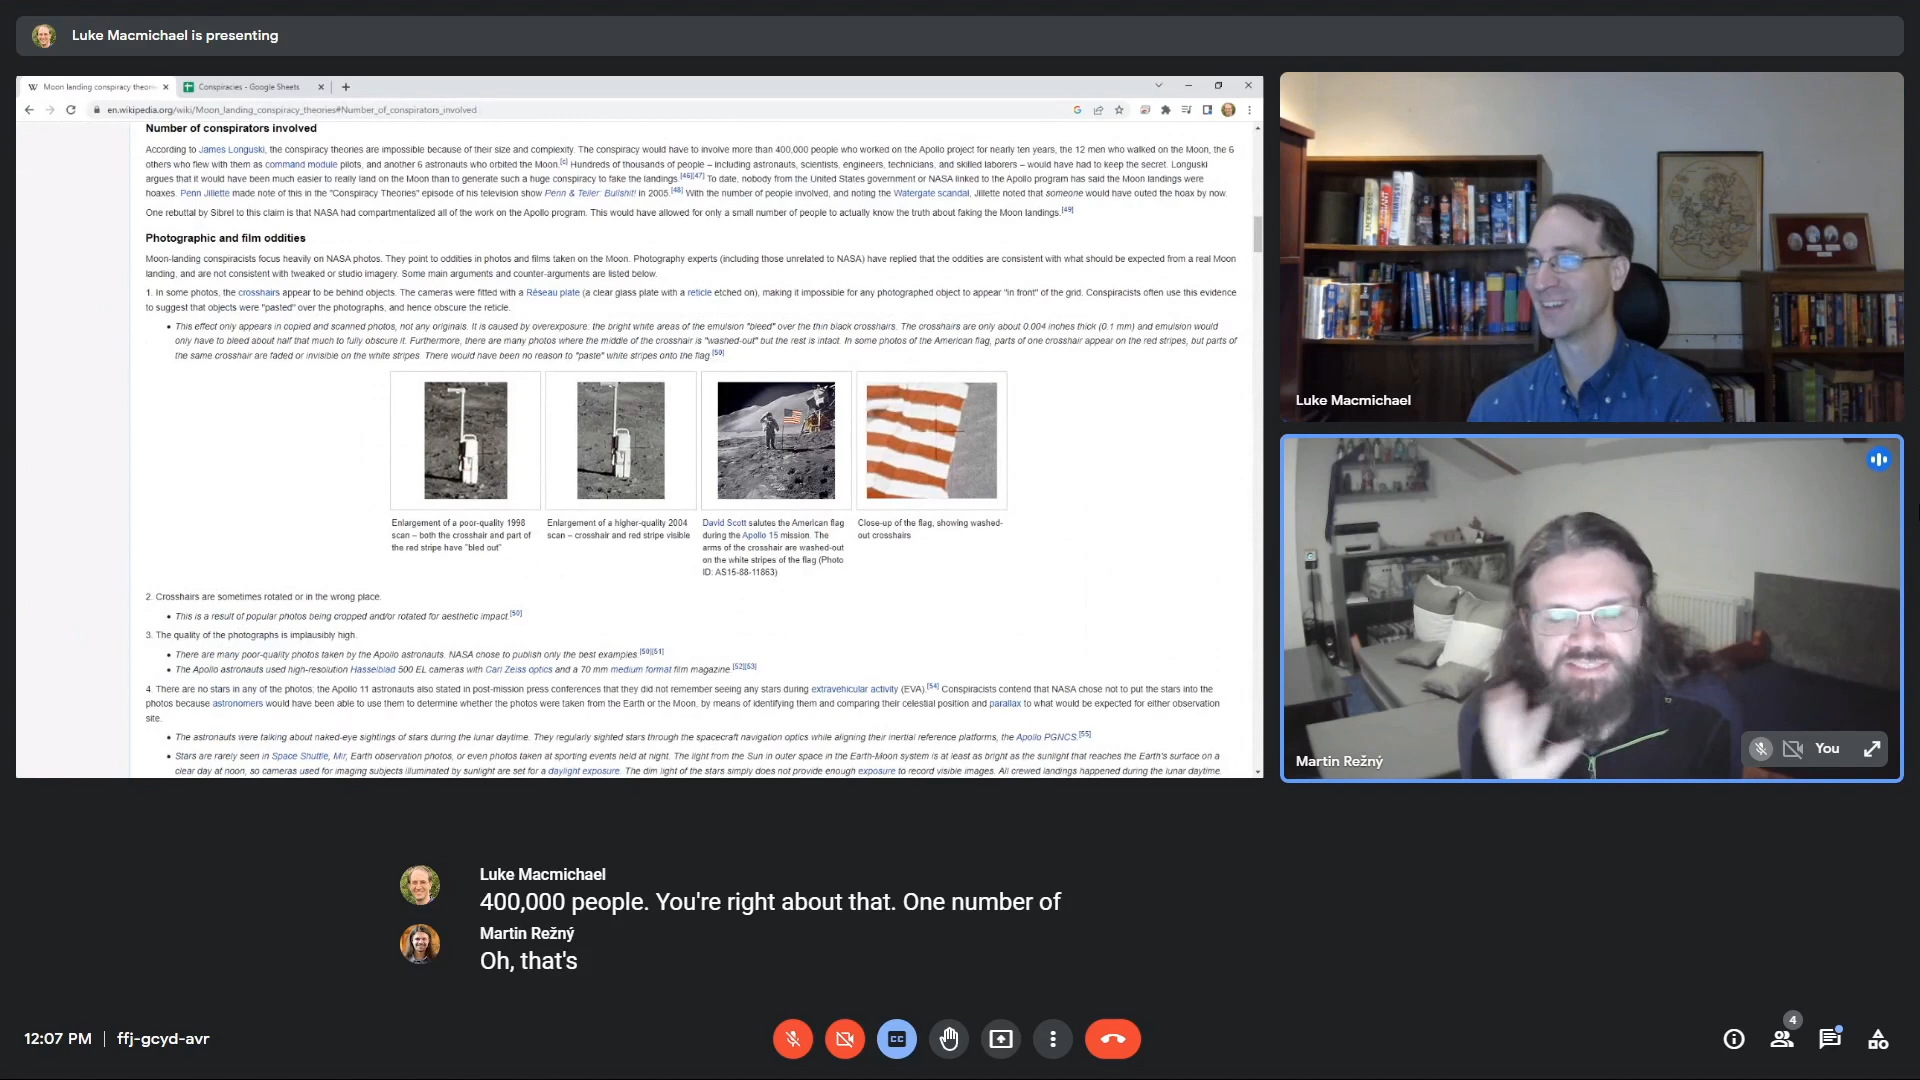 Luke Macmichael is presenting
Moon landing conspiracy theori
Conspiracies - Google Sheets
en.wikipedia.org/wiki/Moon_landing_conspiracy_theories#Number_of_conspirators_involved
Number of conspirators involved
According to James Longuski, the conspiracy theories are impossible because of their size and complexity. The conspiracy would have to involve more than 400,000 people who worked on the Apollo project for nearly ten years, the 12 men who walked on the Moon, the 6
others who flew with them as command module pilots, and another 6 astronauts who orbited the Moon.[c] Hundreds of thousands of people – including astronauts, scientists, engineers, technicians, and skilled laborers – would have had to keep the secret. Longuski
argues that it would have been much easier to really land on the Moon than to generate such a huge conspiracy to fake the landings.[46][47] To date, nobody from the United States government or NASA linked to the Apollo program has said the Moon landings were
hoaxes. Penn Jillette made note of this in the "Conspiracy Theories" episode of his television show Penn & Teller: Bullshit! in 2005.[48] With the number of people involved, and noting the Watergate scandal, Jillette noted that someone would have outed the hoax by now.
One rebuttal by Sibrel to this claim is that NASA had compartmentalized all of the work on the Apollo program. This would have allowed for only a small number of people to actually know the truth about faking the Moon landings.[49]
Photographic and film oddities
Moon-landing conspiracists focus heavily on NASA photos. They point to oddities in photos and films taken on the Moon. Photography experts (including those unrelated to NASA) have replied that the oddities are consistent with what should be expected from a real Moon
landing, and are not consistent with tweaked or studio imagery. Some main arguments and counter-arguments are listed below.
1. In some photos, the crosshairs appear to be behind objects. The cameras were fitted with a Réseau plate (a clear glass plate with a reticle etched on), making it impossible for any photographed object to appear "in front" of the grid. Conspiracists often use this evidence
to suggest that objects were "pasted" over the photographs, and hence obscure the reticle.
• This effect only appears in copied and scanned photos, not any originals. It is caused by overexposure: the bright white areas of the emulsion "bleed" over the thin black crosshairs. The crosshairs are only about 0.004 inches thick (0.1 mm) and emulsion would
only have to bleed about half that much to fully obscure it. Furthermore, there are many photos where the middle of the crosshair is "washed-out" but the rest is intact. In some photos of the American flag, parts of one crosshair appear on the red stripes, but parts of
the same crosshair are faded or invisible on the white stripes. There would have been no reason to "paste" white stripes onto the flag.[50]
Enlargement of a poor-quality 1998
scan – both the crosshair and part of
the red stripe have "bled out"
Enlargement of a higher-quality 2004
scan – crosshair and red stripe visible
David Scott salutes the American flag
during the Apollo 15 mission. The
arms of the crosshair are washed-out
on the white stripes of the flag (Photo
ID: AS15-88-11863)
Close-up of the flag, showing washed-
out crosshairs
2. Crosshairs are sometimes rotated or in the wrong place.
• This is a result of popular photos being cropped and/or rotated for aesthetic impact.[50]
3. The quality of the photographs is implausibly high.
• There are many poor-quality photos taken by the Apollo astronauts. NASA chose to publish only the best examples.[50][51]
• The Apollo astronauts used high-resolution Hasselblad 500 EL cameras with Carl Zeiss optics and a 70 mm medium format film magazine.[52][53]
4. There are no stars in any of the photos; the Apollo 11 astronauts also stated in post-mission press conferences that they did not remember seeing any stars during extravehicular activity (EVA).[54] Conspiracists contend that NASA chose not to put the stars into the
photos because astronomers would have been able to use them to determine whether the photos were taken from the Earth or the Moon, by means of identifying them and comparing their celestial position and parallax to what would be expected for either observation
site.
• The astronauts were talking about naked-eye sightings of stars during the lunar daytime. They regularly sighted stars through the spacecraft navigation optics while aligning their inertial reference platforms, the Apollo PGNCS.[55]
• Stars are rarely seen in Space Shuttle, Mir, Earth observation photos, or even photos taken at sporting events held at night. The light from the Sun in outer space in the Earth-Moon system is at least as bright as the sunlight that reaches the Earth's surface on a
clear day at noon, so cameras used for imaging subjects illuminated by sunlight are set for a daylight exposure. The dim light of the stars simply does not provide enough exposure to record visible images. All crewed landings happened during the lunar daytime.
Luke Macmichael
You
Martin Režný
Luke Macmichael
400,000 people. You're right about that. One number of
Martin Režný
Oh, that's
12:07 PM | ffj-gcyd-avr
CC
4